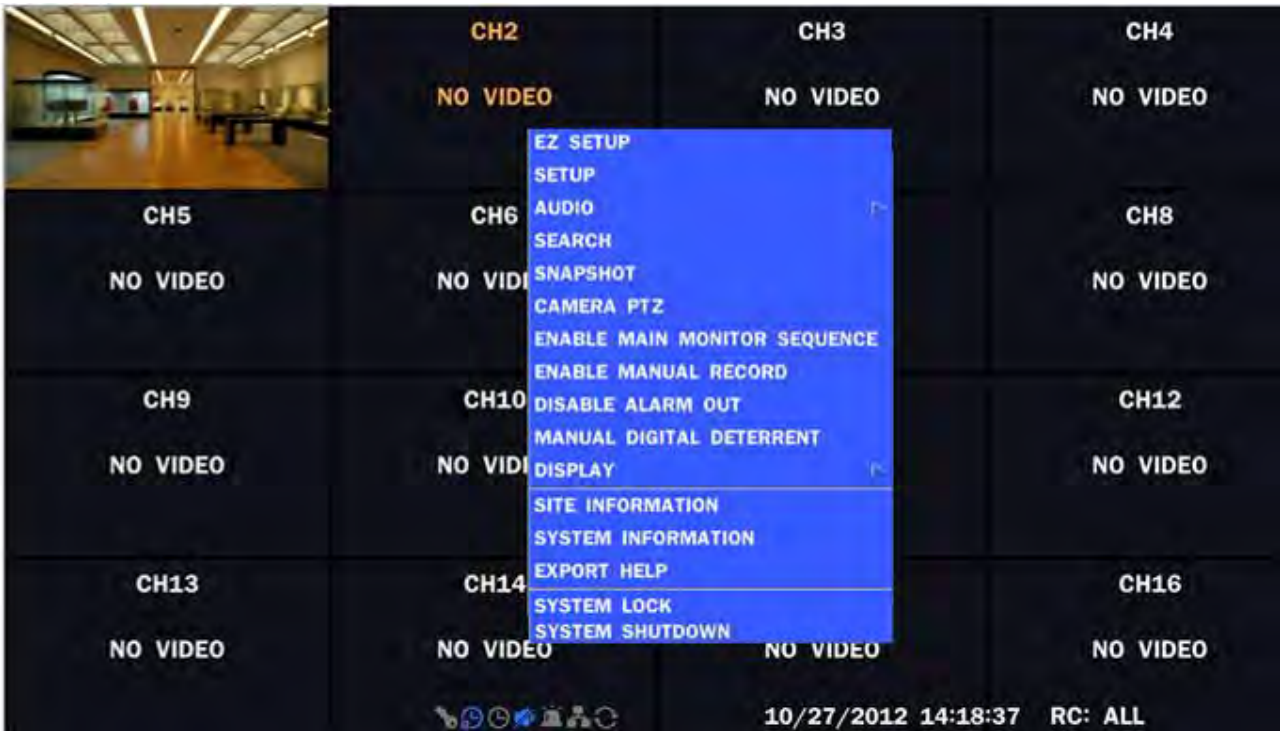 CH2 CH3 CH4
NO VIDEO NO VIDEO NO VIDEO
EZ SETUP
SETUP
AUDIO
SEARCH
SNAPSHOT
CAMERA PTZ
ENABLE MAIN MONITOR SEQUENCE
ENABLE MANUAL RECORD
DISABLE ALARM OUT
MANUAL DIGITAL DETERRENT
DISPLAY
SITE INFORMATION
SYSTEM INFORMATION
EXPORT HELP
SYSTEM LOCK
SYSTEM SHUTDOWN
CH5 CH6 CH8
NO VIDEO NO VID NO VIDEO
CH9 CH10 CH12
NO VIDEO NO VID NO VIDEO
CH13 CH14 CH16
NO VIDEO NO VIDEO NO VIDEO NO VIDEO
10/27/2012 14:18:37 RC: ALL